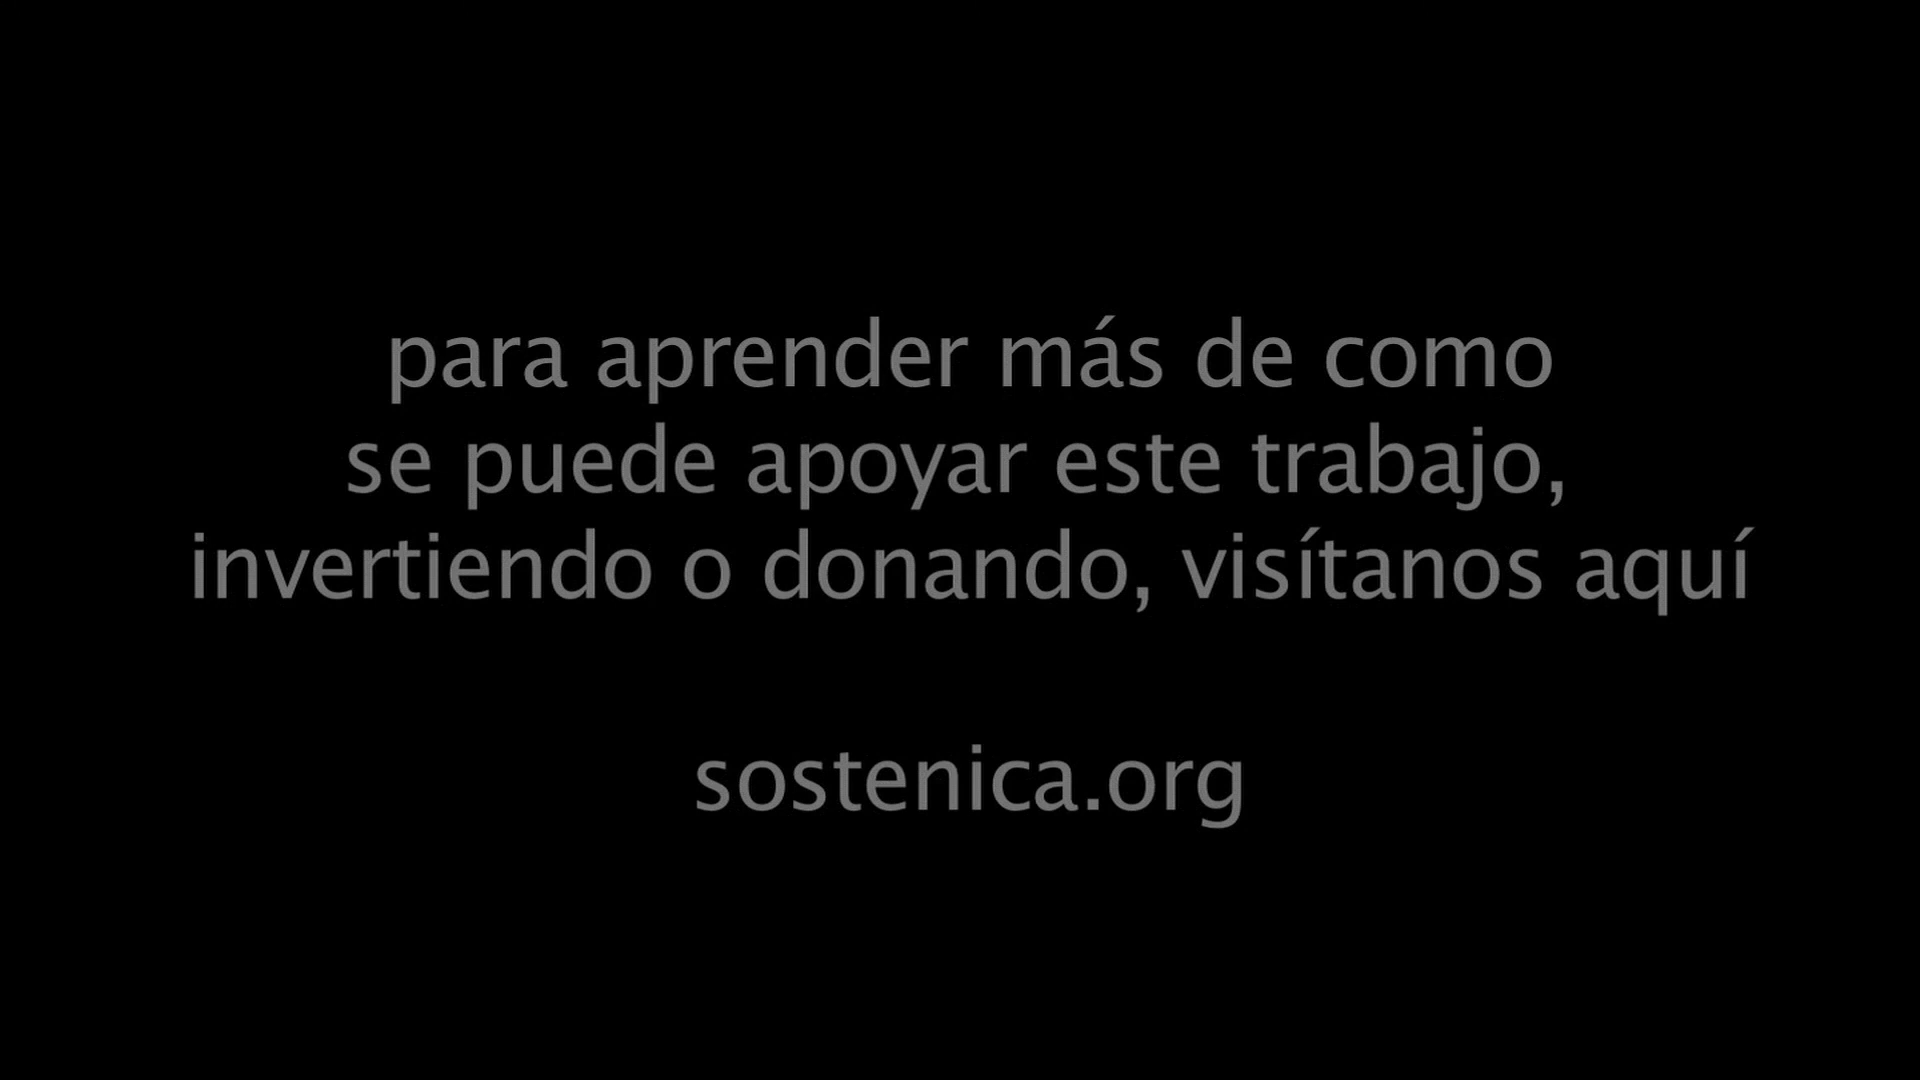 para aprender más de como
se puede apoyar este trabajo,
invertiendo o donando, visítanos aquí
sostenica.org